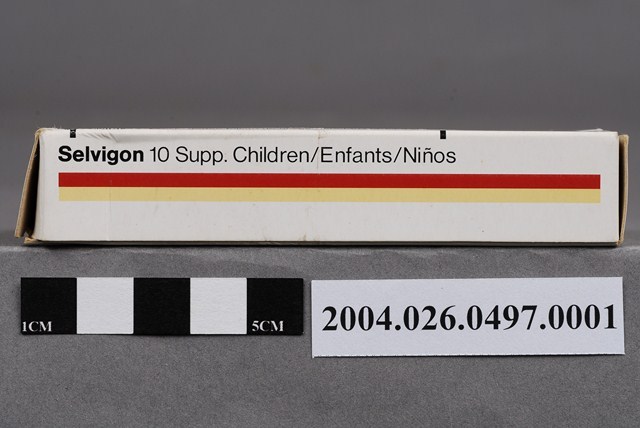 Selvigon 10 Supp. Children/Enfants/Niños
1CM
5CM
2004.026.0497.0001